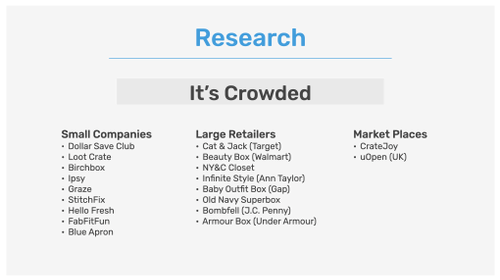 Research
It's Crowded
Small Companies
• Dollar Save Club
• Loot Crate
• Birchbox
• Ipsy
• Graze
• StitchFix
• Hello Fresh
• FabFitFun
• Blue Apron
Large Retailers
• Cat & Jack (Target)
• Beauty Box (Walmart)
• NY&C Closet
• Infinite Style (Ann Taylor)
• Baby Outfit Box (Gap)
• Old Navy Superbox
• Bombfell (J.C. Penny)
• Armour Box (Under Armour)
Market Places
• CrateJoy
• uOpen (UK)